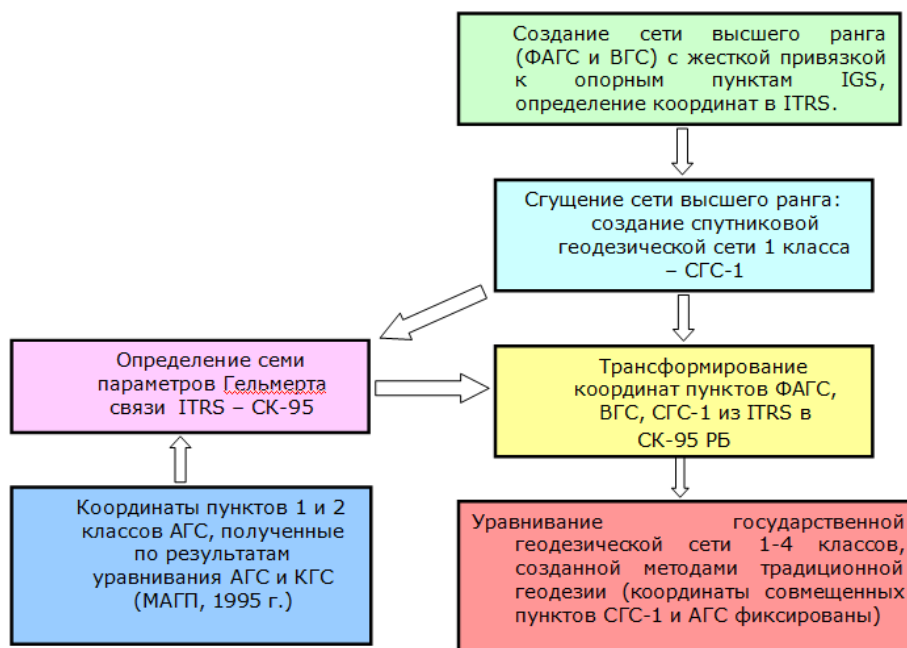 Создание сети высшего ранга
(ФАГС и ВГС) с жесткой привязкой
к опорным пунктам IGS,
определение координат в ITRS.
Сгущение сети высшего ранга:
создание спутниковой
геодезической сети 1 класса
– СГС-1
Определение семи
параметров Гельмерта
связи ITRS – СК-95
Трансформирование
координат пунктов ФАГС,
ВГС, СГС-1 из ITRS в
СК-95 РБ
Координаты пунктов 1 и 2
классов АГС, полученные
по результатам
уравнивания АГС и КГС
(МАГП, 1995 г.)
Уравнивание государственной
геодезической сети 1-4 классов,
созданной методами традиционной
геодезии (координаты совмещенных
пунктов СГС-1 и АГС фиксированы)